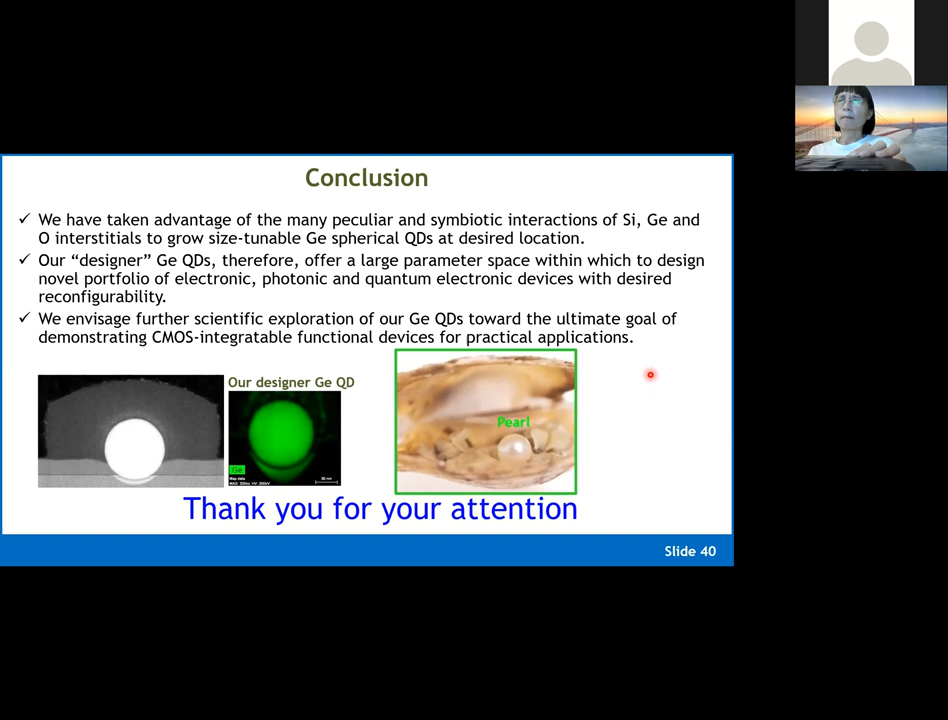 Conclusion
✓ We have taken advantage of the many peculiar and symbiotic interactions of Si, Ge and
O interstitials to grow size-tunable Ge spherical QDs at desired location.
✓ Our “designer” Ge QDs, therefore, offer a large parameter space within which to design
novel portfolio of electronic, photonic and quantum electronic devices with desired
reconfigurability.
✓ We envisage further scientific exploration of our Ge QDs toward the ultimate goal of
demonstrating CMOS-integratable functional devices for practical applications.
Our designer Ge QD
Pearl
Ge
Map data
Thank you for your attention
Slide 40